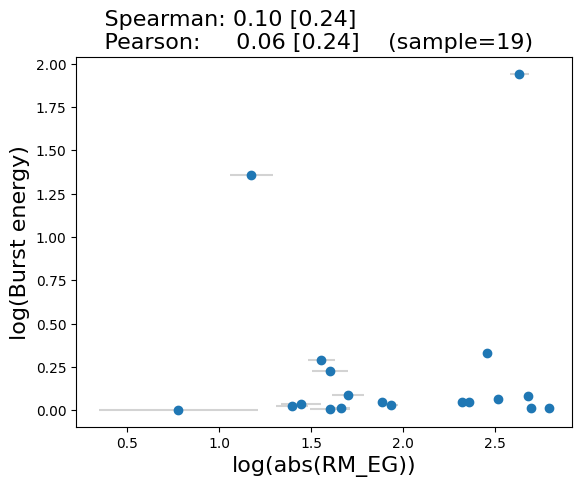 Spearman: 0.10 [0.24]
Pearson: 0.06 [0.24] (sample=19)
2.00
1.75
1.50
1.25
1.00
0.75
0.50
0.25
0.00
log(Burst energy)
0.5 1.0 1.5 2.0 2.5
log(abs(RM_EG))